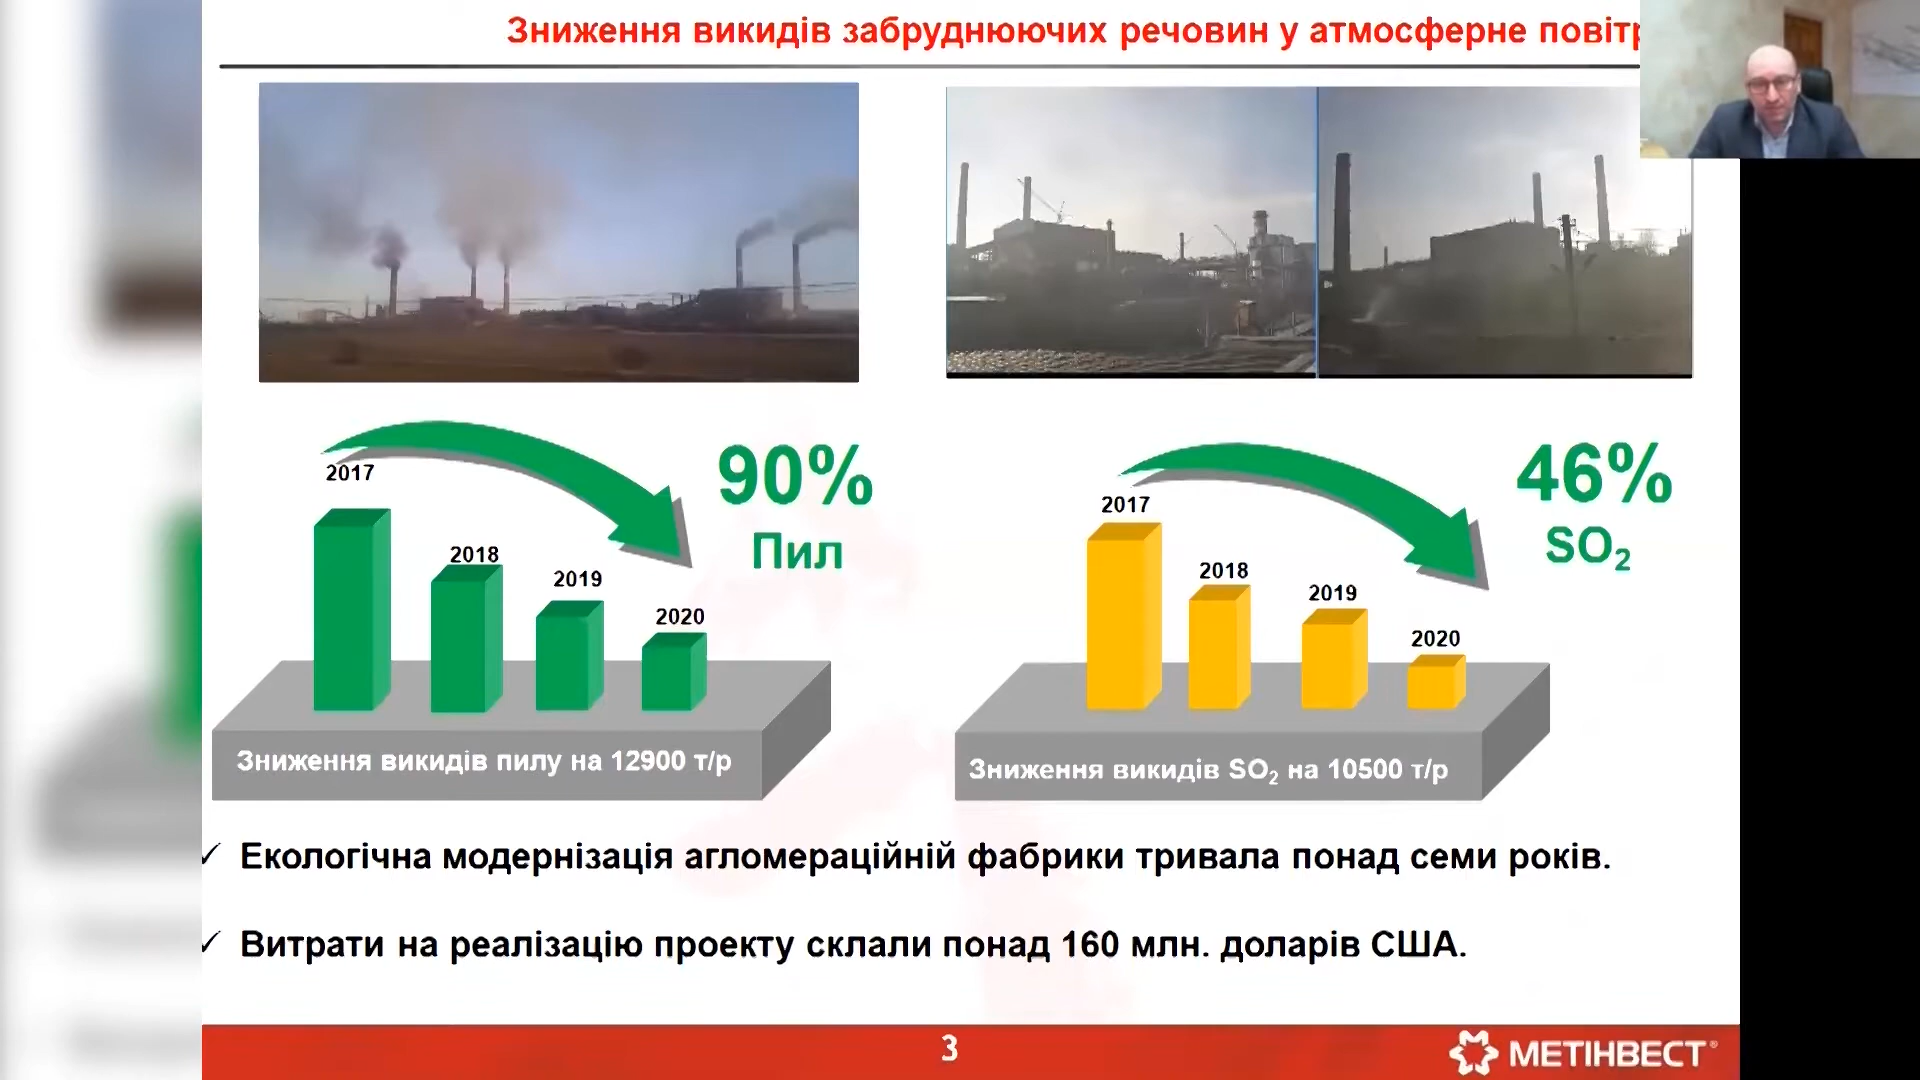 Зниження викидів забруднюючих речовин у атмосферне повітр
2017
2018
2019
2020
90%
Пил
Зниження викидів пилу на 12900 т/р
2017
2018
2019
2020
46%
SO₂
Зниження викидів SO₂ на 10500 т/р
✓ Екологічна модернізація агломераційній фабрики тривала понад семи років.
✓ Витрати на реалізацію проекту склали понад 160 млн. доларів США.
3
МЕТІНВЕСТ®